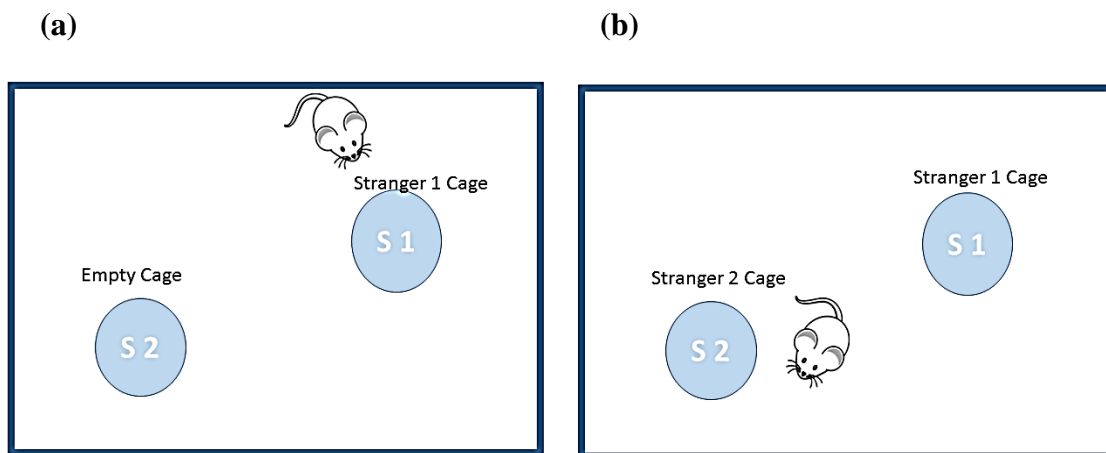 (a)
(b)
Stranger 1 Cage
S 1
Empty Cage
S 2
Stranger 1 Cage
S 1
Stranger 2 Cage
S 2